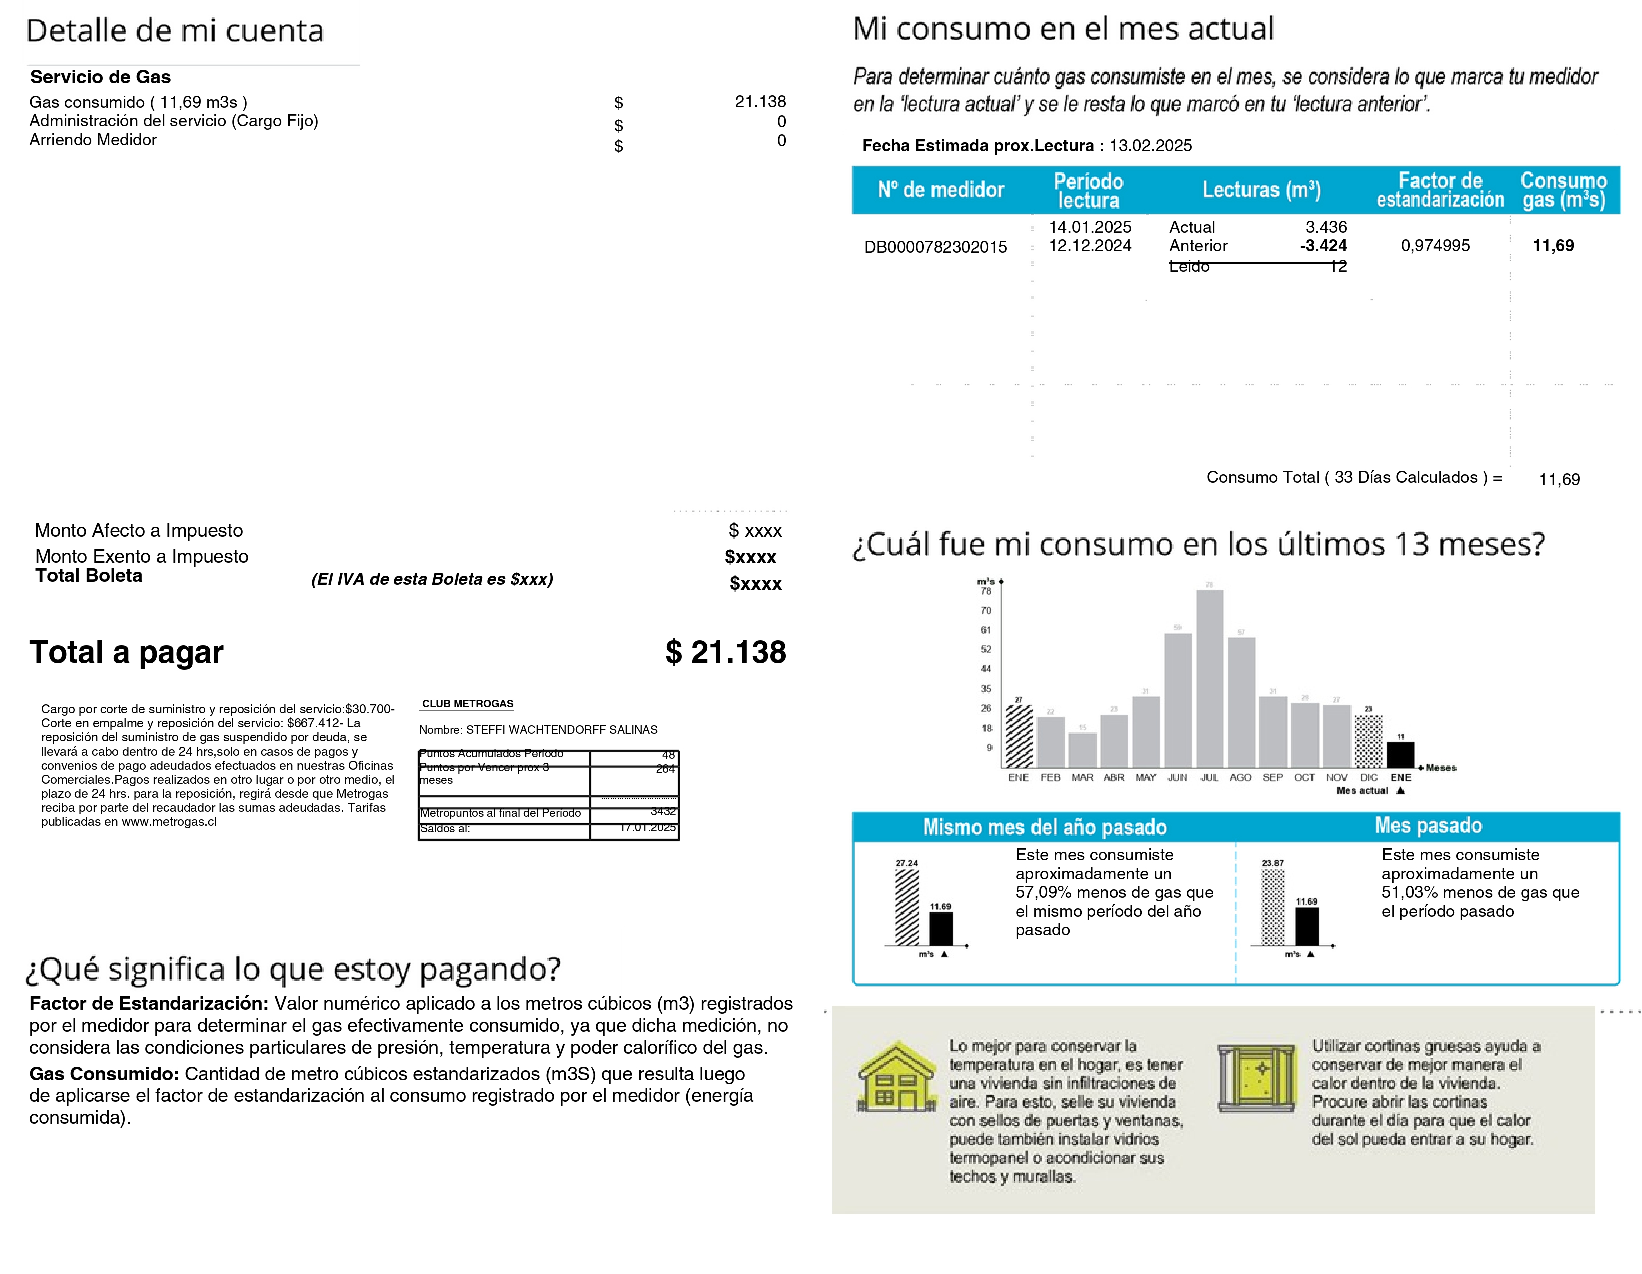 Detalle de mi cuenta
Servicio de Gas
Gas consumido ( 11,69 m3s ) $ 21.138
Administración del servicio (Cargo Fijo) $ 0
Arriendo Medidor $ 0
Monto Afecto a Impuesto $ xxxx
Monto Exento a Impuesto $xxxx
Total Boleta (El IVA de esta Boleta es $xxx) $xxxx
Total a pagar $ 21.138
Cargo por corte de suministro y reposición del servicio:$30.700-
Corte en empalme y reposición del servicio: $667.412- La
reposición del suministro de gas suspendido por deuda, se
llevará a cabo dentro de 24 hrs,solo en casos de pagos y
convenios de pago adeudados efectuados en nuestras Oficinas
Comerciales.Pagos realizados en otro lugar o por otro medio, el
plazo de 24 hrs. para la reposición, regirá desde que Metrogas
reciba por parte del recaudador las sumas adeudadas. Tarifas
publicadas en www.metrogas.cl
CLUB METROGAS
Nombre: STEFFI WACHTENDORFF SALINAS
Puntos Acumulados Período 48
Puntos por Vencer prox 3 264
meses
Metropuntos al final del Período 3432
Saldos al: 17.01.2025
¿Qué significa lo que estoy pagando?
Factor de Estandarización: Valor numérico aplicado a los metros cúbicos (m3) registrados
por el medidor para determinar el gas efectivamente consumido, ya que dicha medición, no
considera las condiciones particulares de presión, temperatura y poder calorífico del gas.
Gas Consumido: Cantidad de metro cúbicos estandarizados (m3S) que resulta luego
de aplicarse el factor de estandarización al consumo registrado por el medidor (energía
consumida).
Mi consumo en el mes actual
Para determinar cuánto gas consumiste en el mes, se considera lo que marca tu medidor
en la 'lectura actual' y se le resta lo que marcó en tu 'lectura anterior'.
Fecha Estimada prox.Lectura : 13.02.2025
Nº de medidor Período lectura Lecturas (m³) Factor de estandarización Consumo gas (m³s)
14.01.2025 Actual 3.436
DB0000782302015 12.12.2024 Anterior -3.424 0,974995 11,69
Leido 12
Consumo Total ( 33 Días Calculados ) = 11,69
¿Cuál fue mi consumo en los últimos 13 meses?
m³s
78
70
61
52
44
35
26
18
9
27 22 15 23 31 59 78 57 31 28 27 23 11
ENE FEB MAR ABR MAY JUN JUL AGO SEP OCT NOV DIC ENE
Meses
Mes actual ▲
Mismo mes del año pasado
27.24
11.69
m³s ▲
Este mes consumiste
aproximadamente un
57,09% menos de gas que
el mismo período del año
pasado
Mes pasado
23.87
11.69
m³s ▲
Este mes consumiste
aproximadamente un
51,03% menos de gas que
el período pasado
Lo mejor para conservar la
temperatura en el hogar, es tener
una vivienda sin infiltraciones de
aire. Para esto, selle su vivienda
con sellos de puertas y ventanas,
puede también instalar vidrios
termopanel o acondicionar sus
techos y murallas.
Utilizar cortinas gruesas ayuda a
conservar de mejor manera el
calor dentro de la vivienda.
Procure abrir las cortinas
durante el día para que el calor
del sol pueda entrar a su hogar.